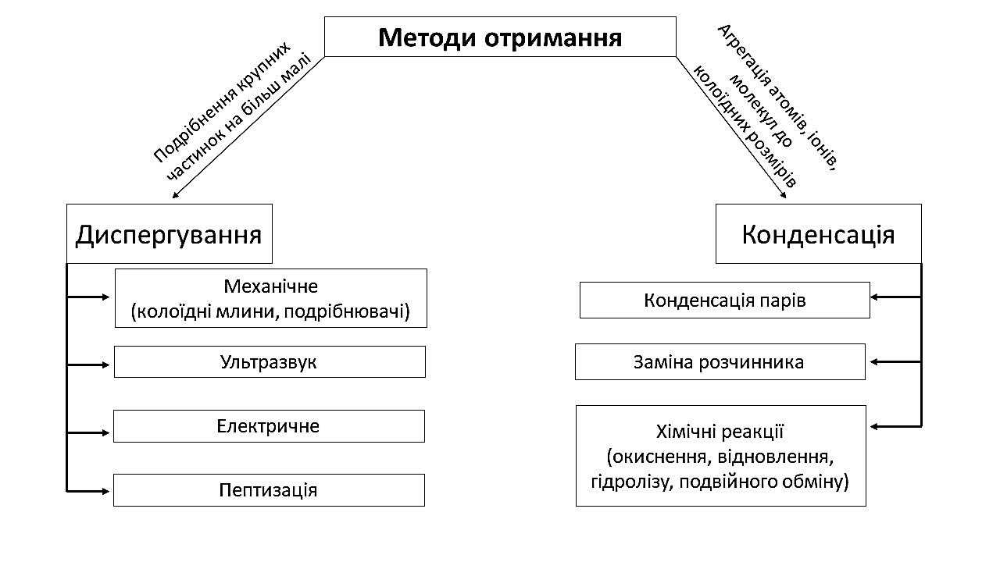 Методи отримання
Подрібнення крупних
частинок на більш малі
Агрегація атомів, іонів,
молекул до
колоїдних розмірів
Диспергування
Механічне
(колоїдні млини, подрібнювачі)
Ультразвук
Електричне
Пептизація
Конденсація
Конденсація парів
Заміна розчинника
Хімічні реакції
(окиснення, відновлення,
гідролізу, подвійного обміну)